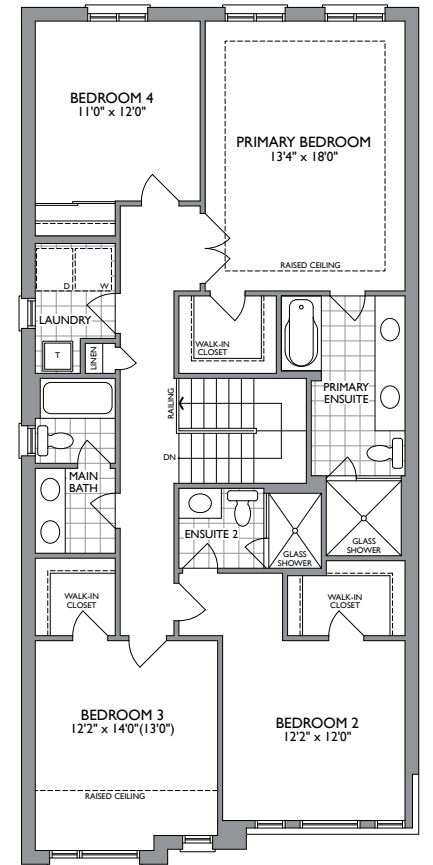 BEDROOM 4
11'0" x 12'0"
PRIMARY BEDROOM
13'4" x 18'0"
RAISED CEILING
D
W
LAUNDRY
T
LINEN
WALK-IN
CLOSET
PRIMARY
ENSUITE
RAILING
DN
MAIN
BATH
ENSUITE 2
GLASS
SHOWER
GLASS
SHOWER
WALK-IN
CLOSET
WALK-IN
CLOSET
BEDROOM 3
12'2" x 14'0"(13'0")
BEDROOM 2
12'2" x 12'0"
RAISED CEILING